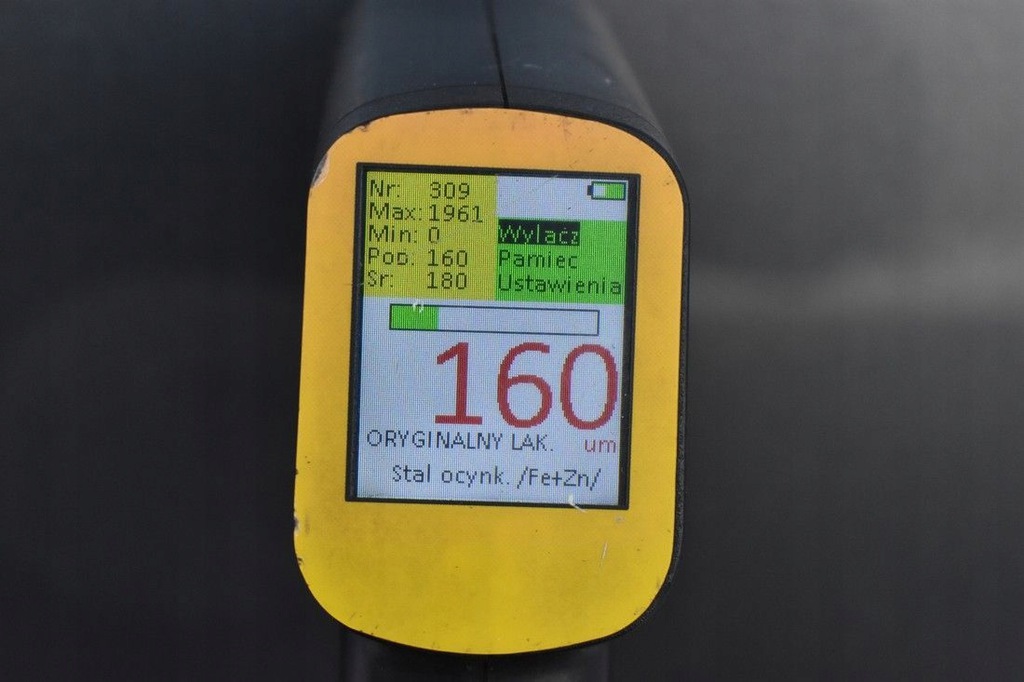 Nr: 309
Max: 1961
Min: 0
Pop. 160
Sr: 180
Wylacz
Pamiec
Ustawienia
160
ORYGINALNY LAK. um
Stal ocynk. /Fe+Zn/